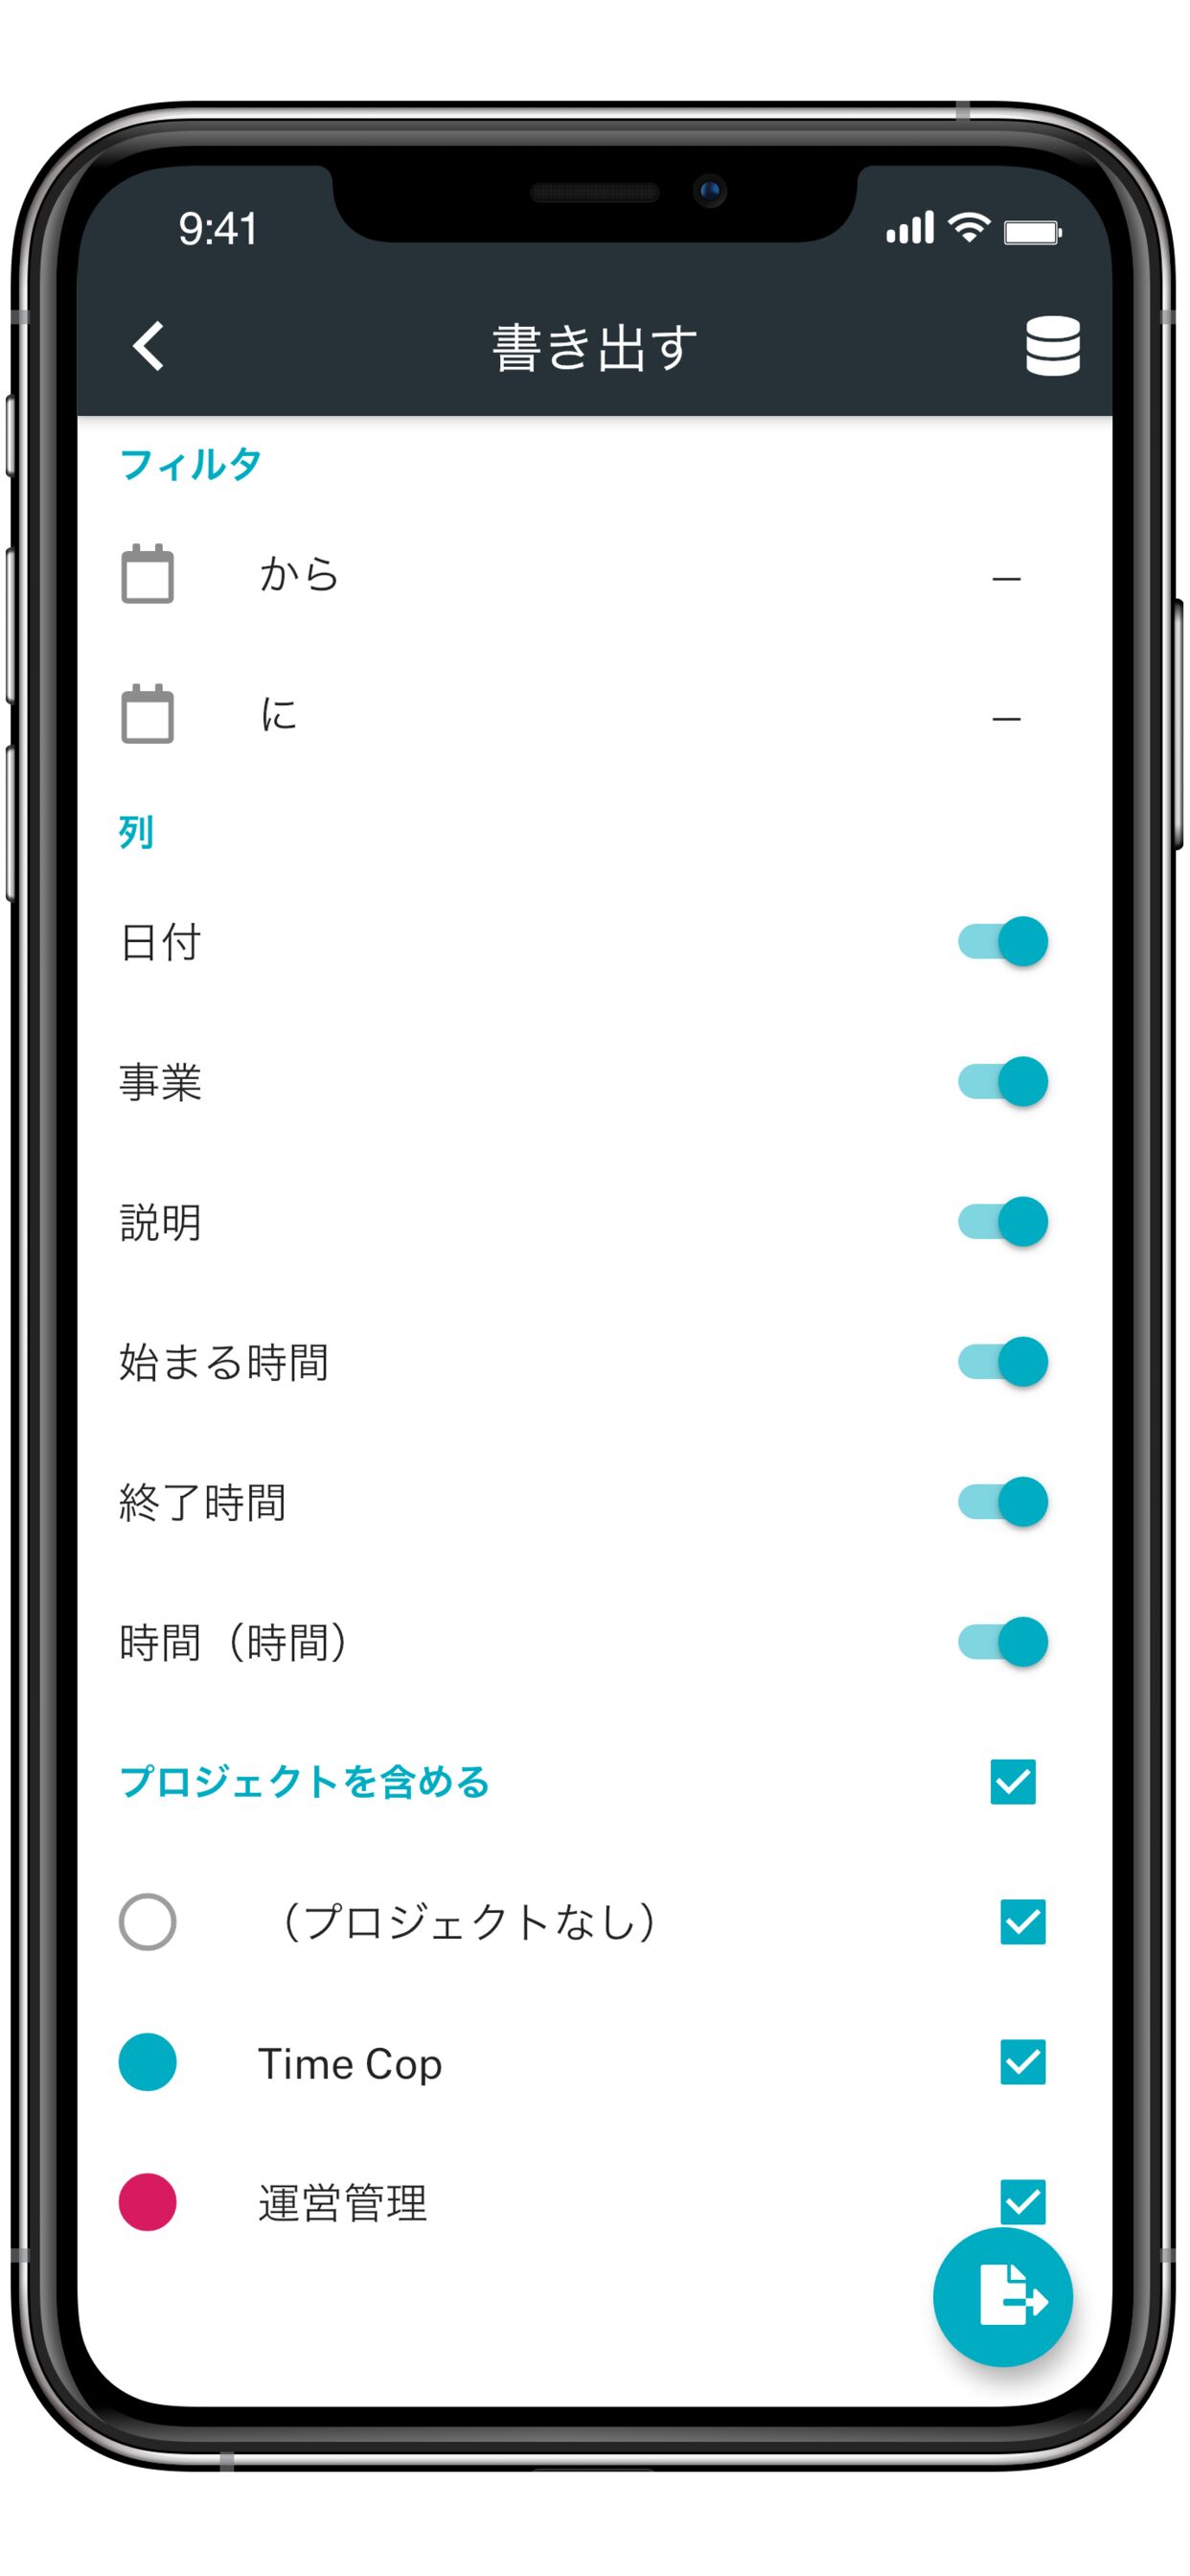 9:41
書き出す
フィルタ
から –
に –
列
日付
事業
説明
始まる時間
終了時間
時間（時間）
プロジェクトを含める
（プロジェクトなし）
Time Cop
運営管理